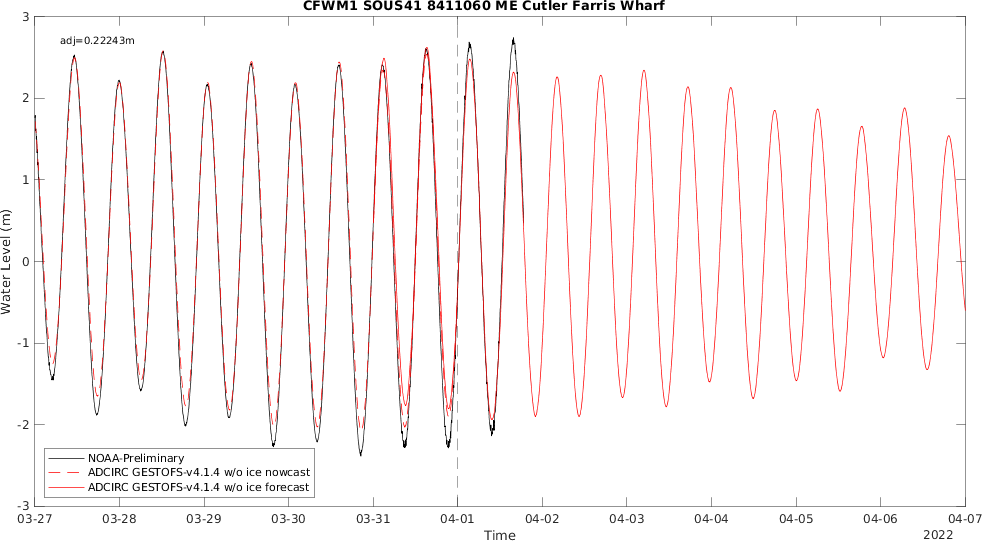 CFWM1 SOUS41 8411060 ME Cutler Farris Wharf
adj=0.22243m
3
2
1
0
-1
-2
-3
Water Level (m)
NOAA-Preliminary
ADCIRC GESTOFS-v4.1.4 w/o ice nowcast
ADCIRC GESTOFS-v4.1.4 w/o ice forecast
03-27 03-28 03-29 03-30 03-31 04-01 04-02 04-03 04-04 04-05 04-06 04-07
Time
2022